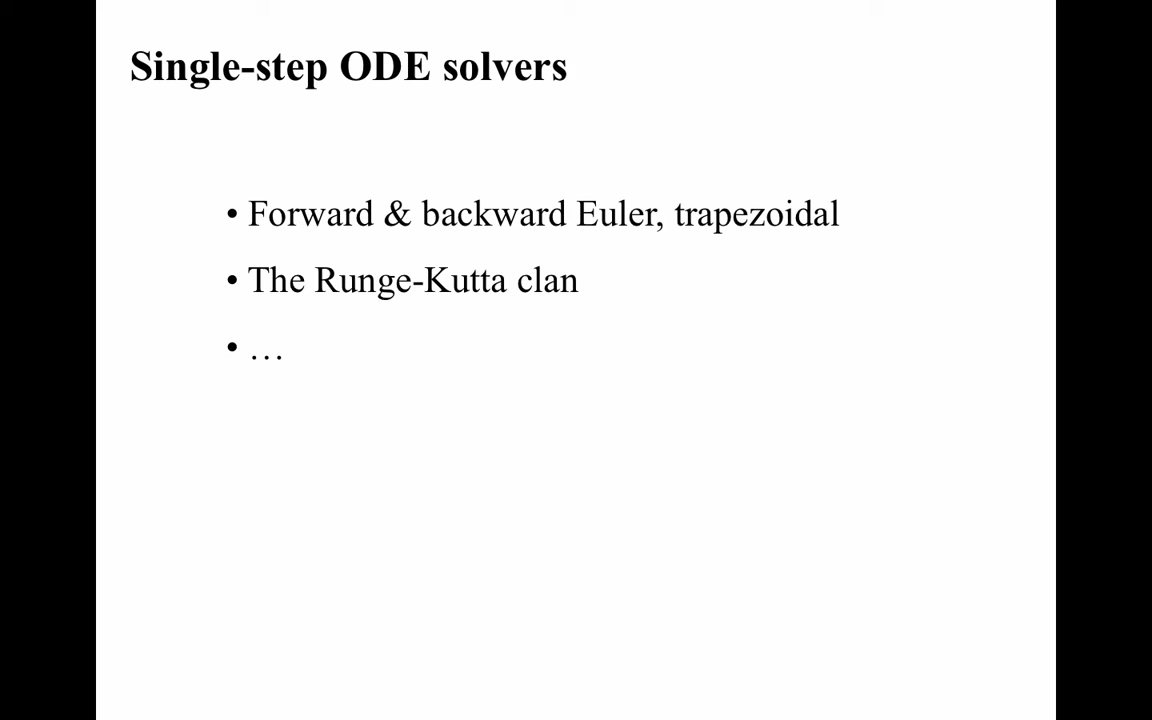 Single-step ODE solvers
• Forward & backward Euler, trapezoidal
• The Runge-Kutta clan
• …